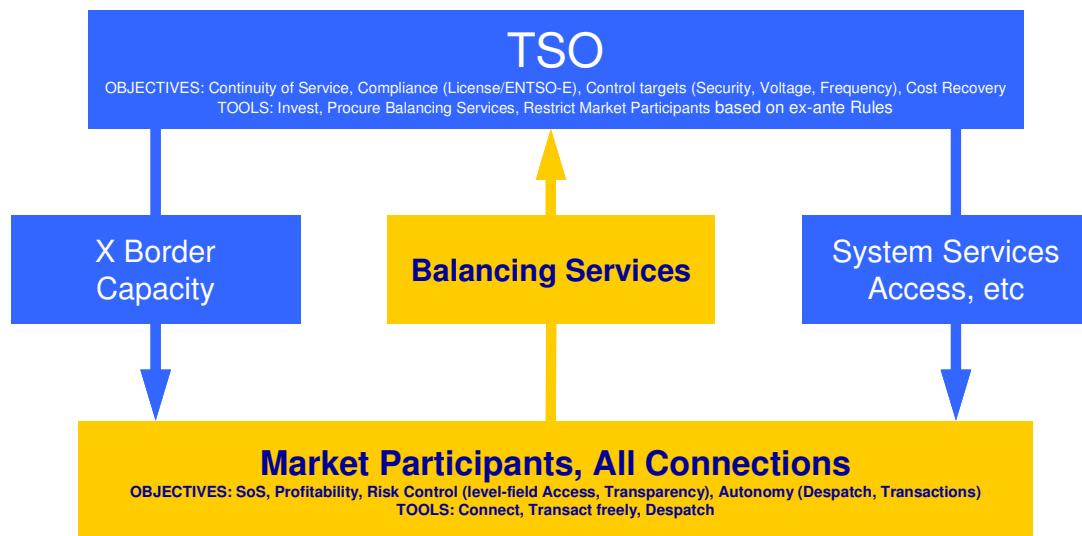 TSO
OBJECTIVES: Continuity of Service, Compliance (License/ENTSO-E), Control targets (Security, Voltage, Frequency), Cost Recovery
TOOLS: Invest, Procure Balancing Services, Restrict Market Participants based on ex-ante Rules
X Border
Capacity
Balancing Services
System Services
Access, etc
Market Participants, All Connections
OBJECTIVES: SoS, Profitability, Risk Control (level-field Access, Transparency), Autonomy (Despatch, Transactions)
TOOLS: Connect, Transact freely, Despatch